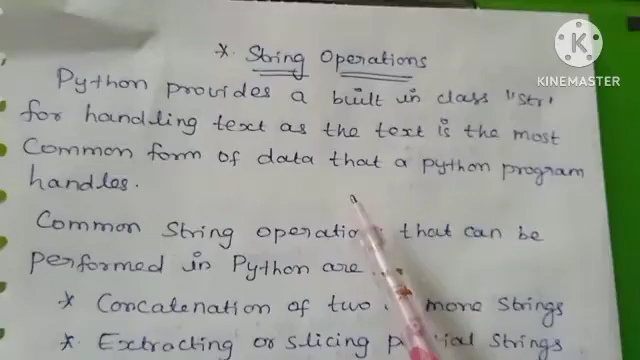 * String Operations
Python provides a built in class "str"
for handling text as the text is the most
Common form of data that a python program
handles.
Common String operation that can be
performed in Python are
* Concatenation of two more Strings
* Extracting or slicing Strings
K
KINEMASTER